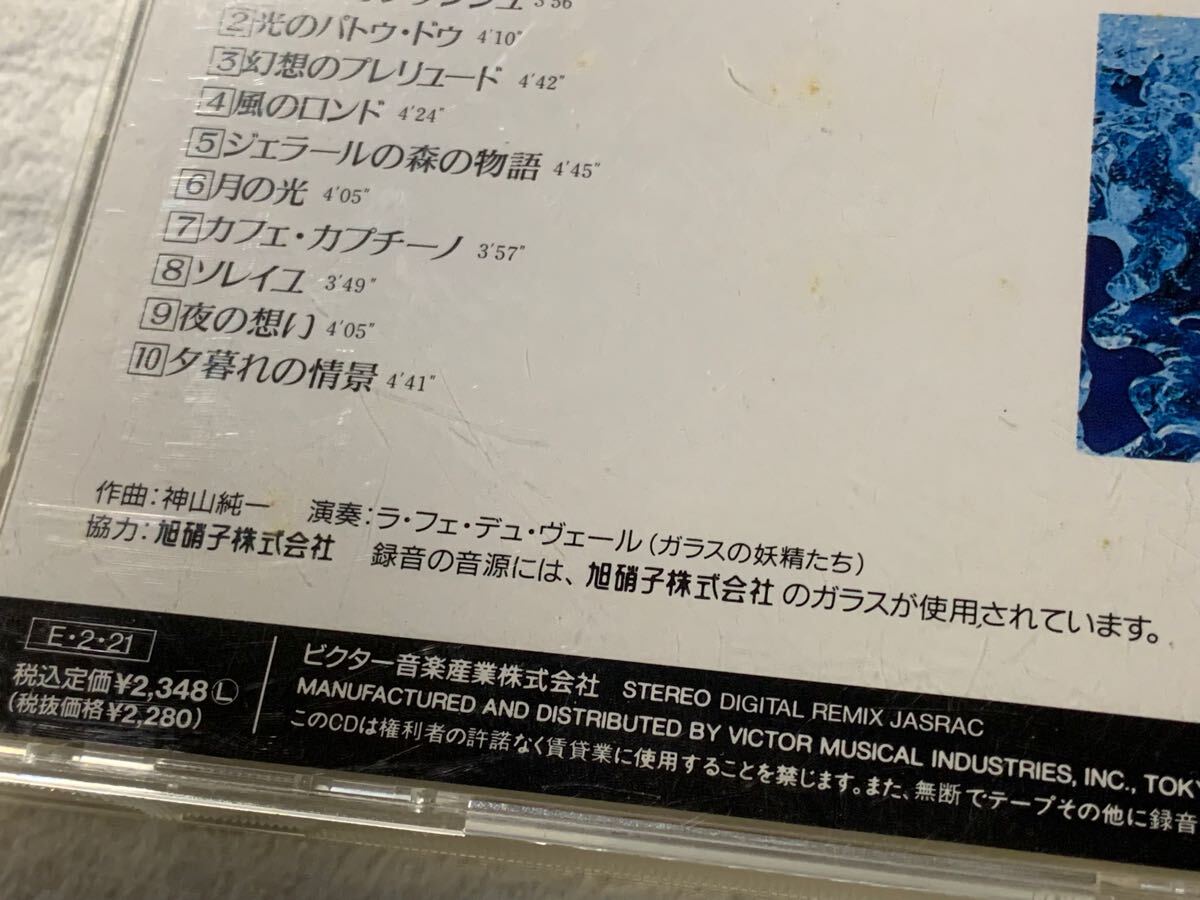 3'56"
2 光のパトゥ・ドゥ 4'10"
3 幻想のプレリュード 4'42"
4 風のロンド 4'24"
5 ジェラールの森の物語 4'45"
6 月の光 4'05"
7 カフェ・カプチーノ 3'57"
8 ソレイユ 3'49"
9 夜の想い 4'05"
10 夕暮れの情景 4'41"
作曲:神山純一 演奏:ラ・フェ・デュ・ヴェール(ガラスの妖精たち)
協力:旭硝子株式会社 録音の音源には、旭硝子株式会社のガラスが使用されています。
E・2・21
税込定価¥2,348Ⓛ
(税抜価格¥2,280)
ビクター音楽産業株式会社 STEREO DIGITAL REMIX JASRAC
MANUFACTURED AND DISTRIBUTED BY VICTOR MUSICAL INDUSTRIES, INC., TOKY
このCDは権利者の許諾なく賃貸業に使用することを禁じます。また、無断でテープその他に録音